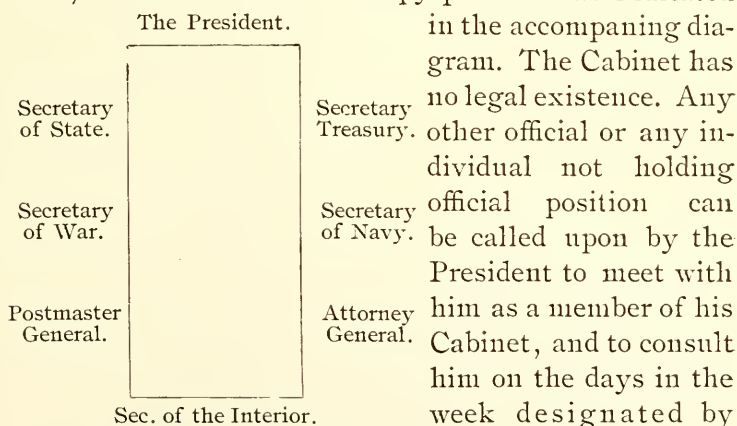 The President.
Secretary
of State.
Secretary
Treasury.
Secretary
of War.
Secretary
of Navy.
Postmaster
General.
Attorney
General.
Sec. of the Interior.
in the accompaning dia-
gram. The Cabinet has
no legal existence. Any
other official or any in-
dividual not holding
official position can
be called upon by the
President to meet with
him as a member of his
Cabinet, and to consult
him on the days in the
week designated by